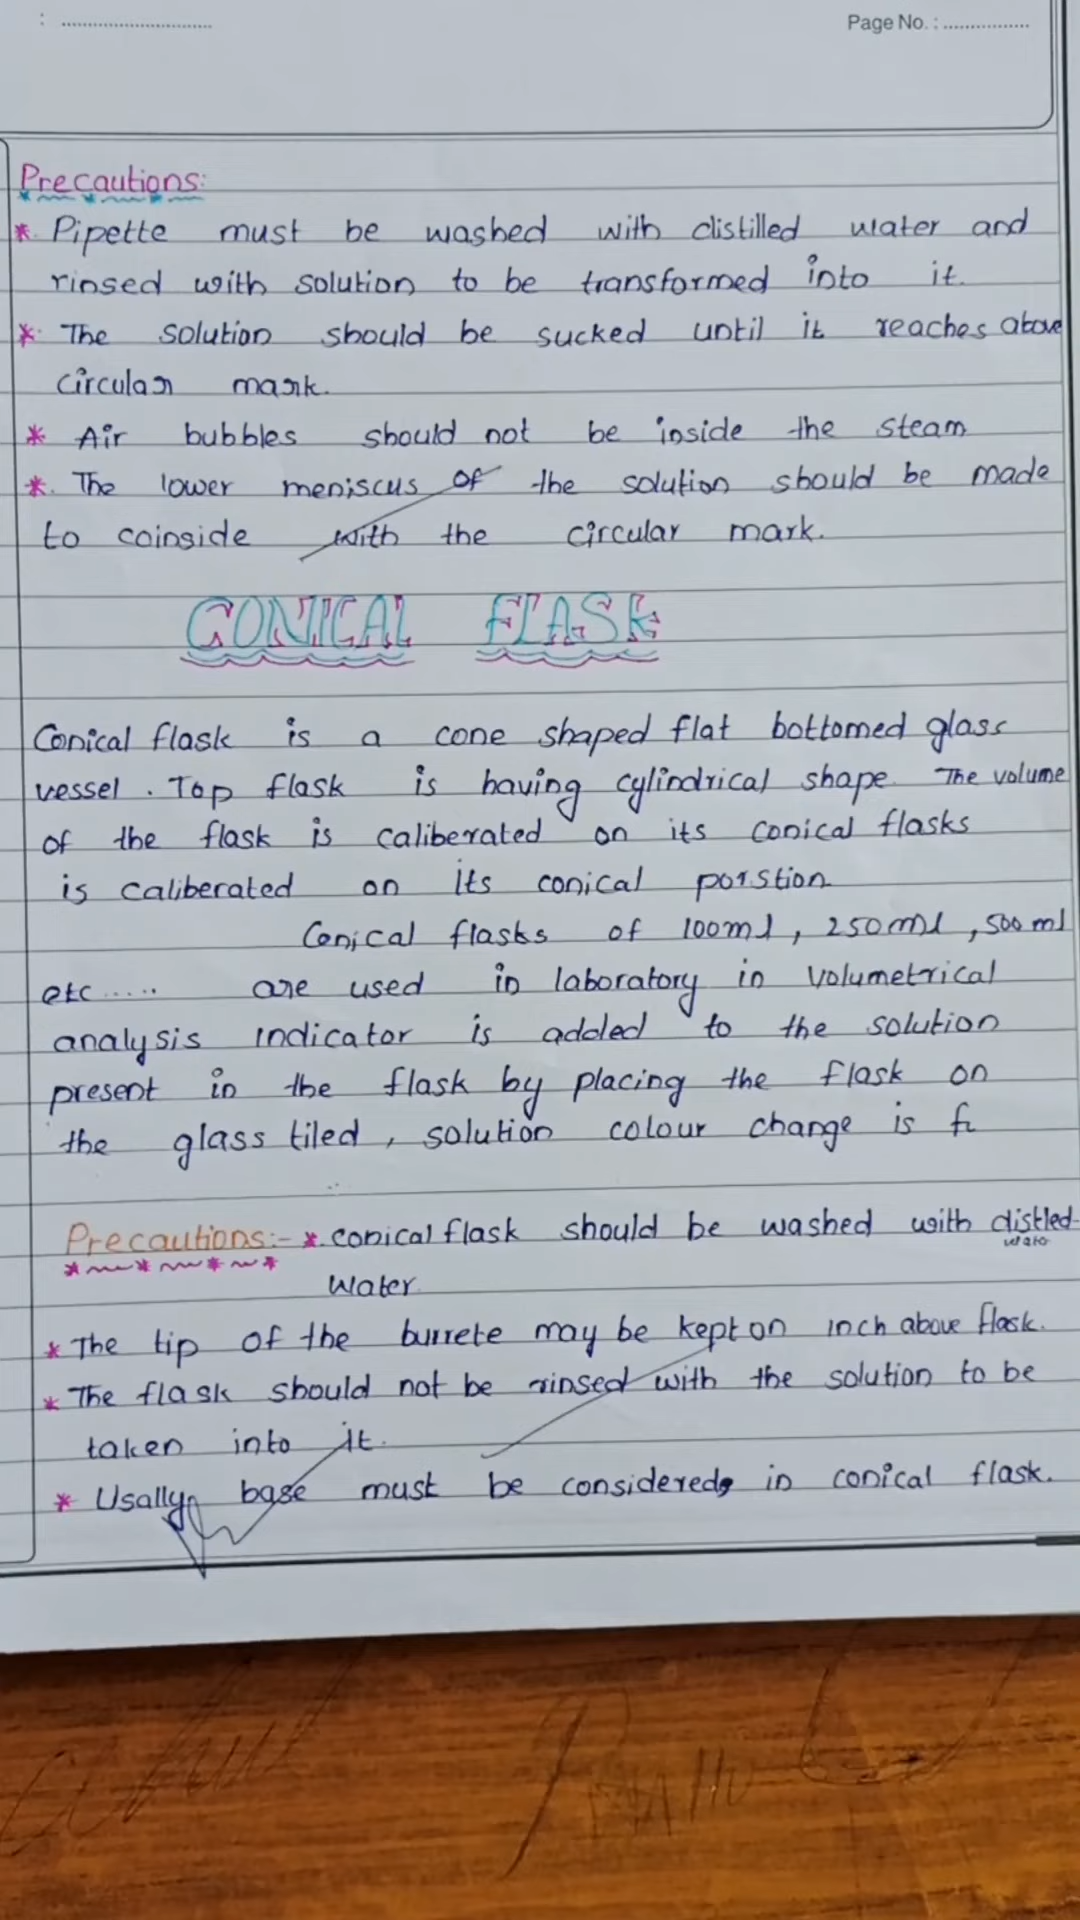 : ................................
Page No. : .................
Precautions:
* Pipette must be washed with distilled water and
rinsed with solution to be transformed into it.
* The solution should be sucked until it reaches above
circular mark.
* Air bubbles should not be inside the steam
*. The lower meniscus of the solution should be made
to coinside with the circular mark.
CONICAL FLASK
Conical flask is a cone shaped flat bottomed glass
vessel. Top flask is having cylindrical shape. The volume
of the flask is caliberated on its conical flasks
is caliberated on its conical porstion
Conical flasks of 100ml, 250ml, 500 ml
etc..... are used in laboratory in volumetrical
analysis indicator is added to the solution
present in the flask by placing the flask on
the glass tiled, solution colour change is
Precautions:- *. conical flask should be washed with distled
Water
* The tip of the burrete may be kept on inch above flask.
* The flask should not be rinsed with the solution to be
taken into it.
* Usally base must be considered in conical flask.